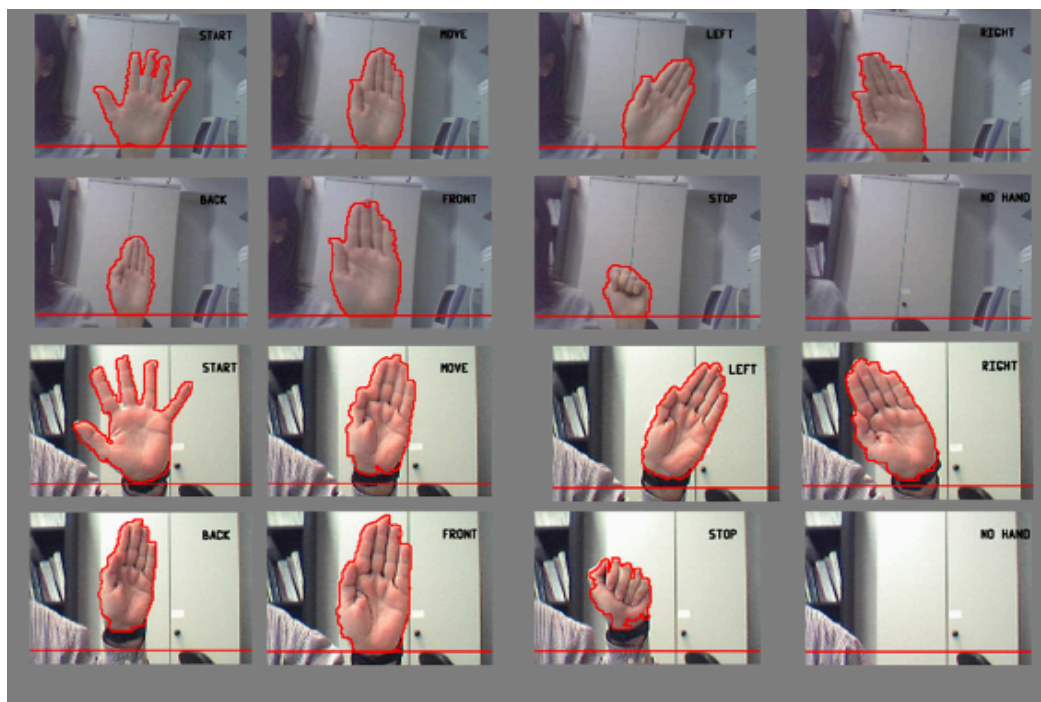 START
MOVE
LEFT
RIGHT
BACK
FRONT
STOP
NO HAND
START
MOVE
LEFT
RIGHT
BACK
FRONT
STOP
NO HAND